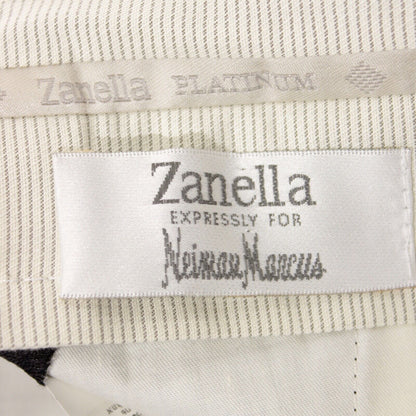 Zanella PLATINUM
Zanella
EXPRESSLY FOR
Neiman Marcus